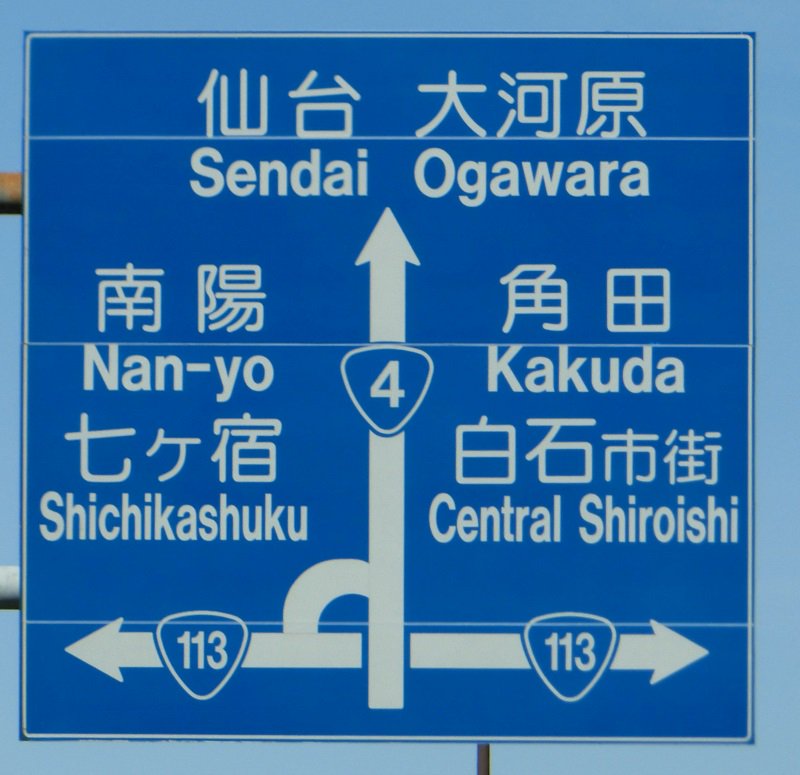 仙台 大河原
Sendai Ogawara
南陽 角田
Nan-yo Kakuda
4
七ヶ宿 白石市街
Shichikashuku Central Shiroishi
113 113